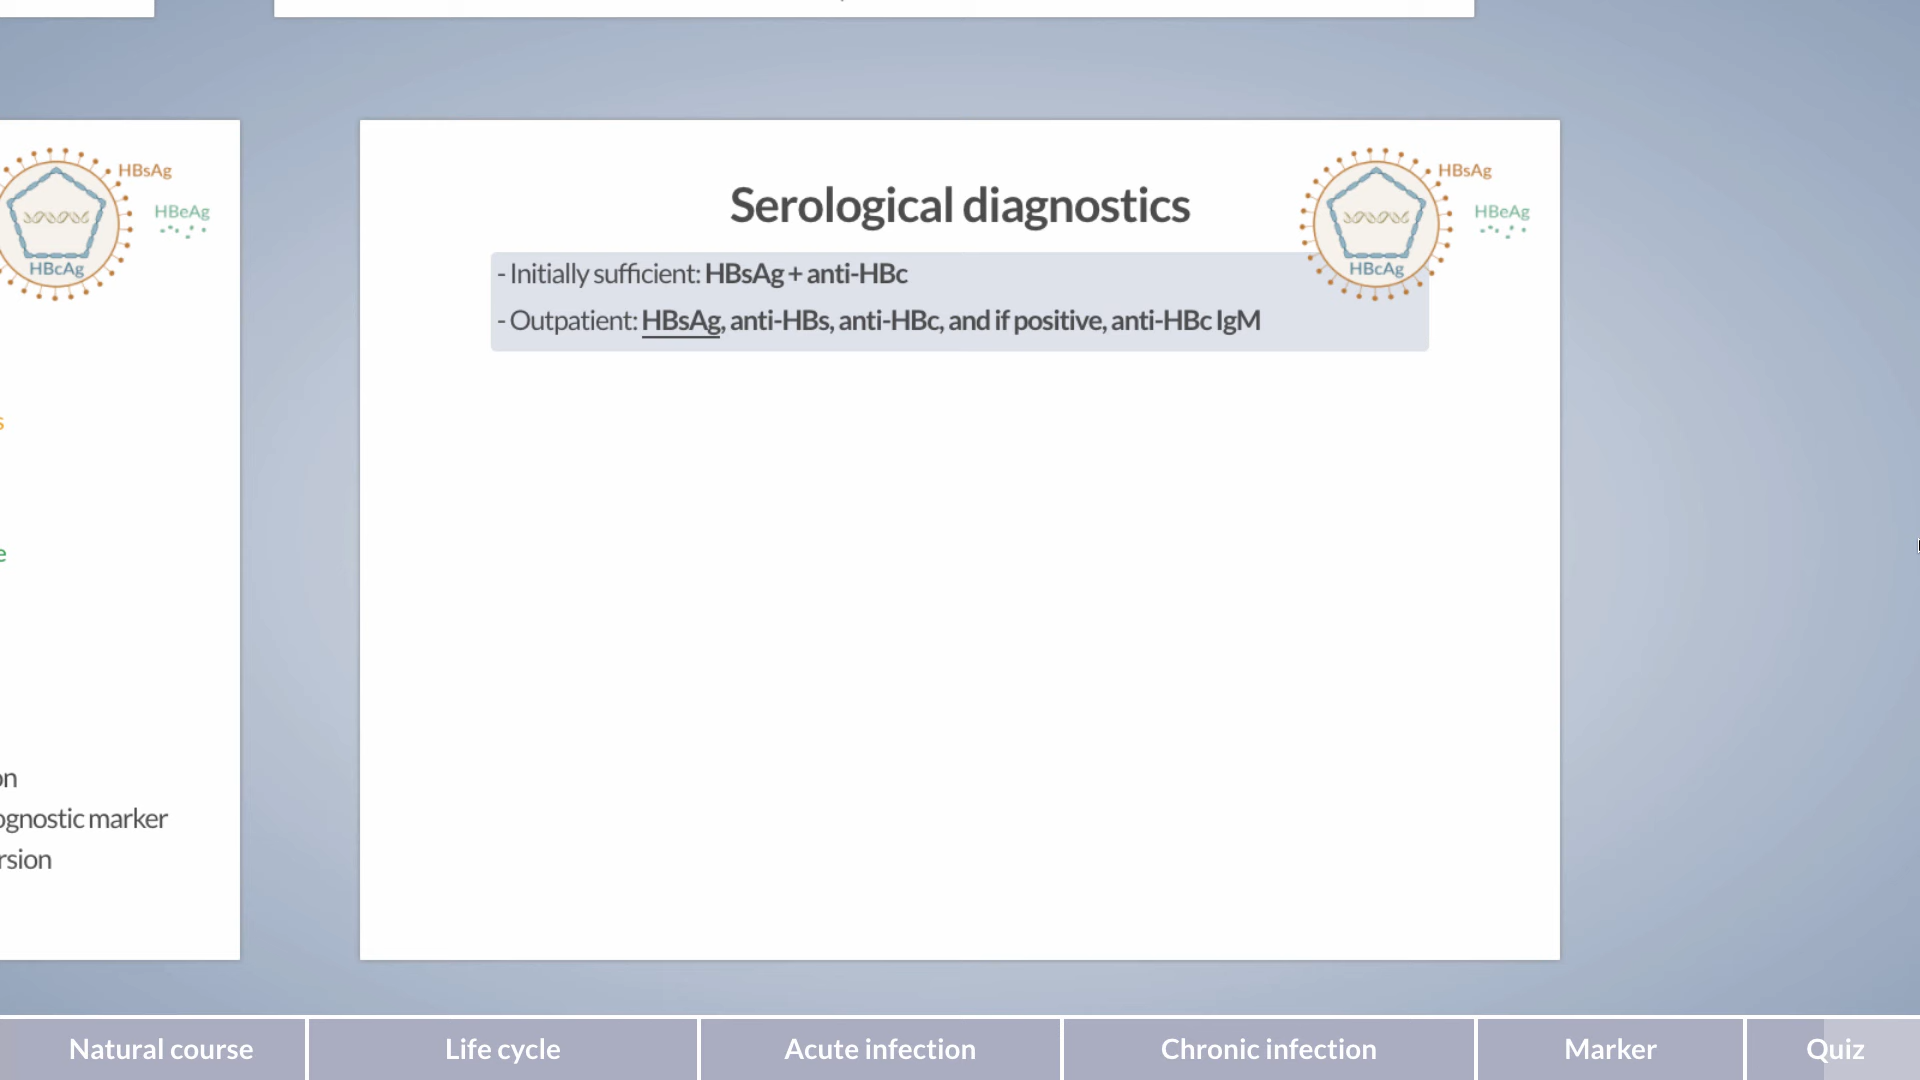 HBsAg
HBeAg
HBcAg
s
e
on
ognostic marker
rsion
Serological diagnostics
HBsAg
HBeAg
HBcAg
- Initially sufficient: HBsAg + anti-HBc
- Outpatient: HBsAg, anti-HBs, anti-HBc, and if positive, anti-HBc IgM
Natural course
Life cycle
Acute infection
Chronic infection
Marker
Quiz